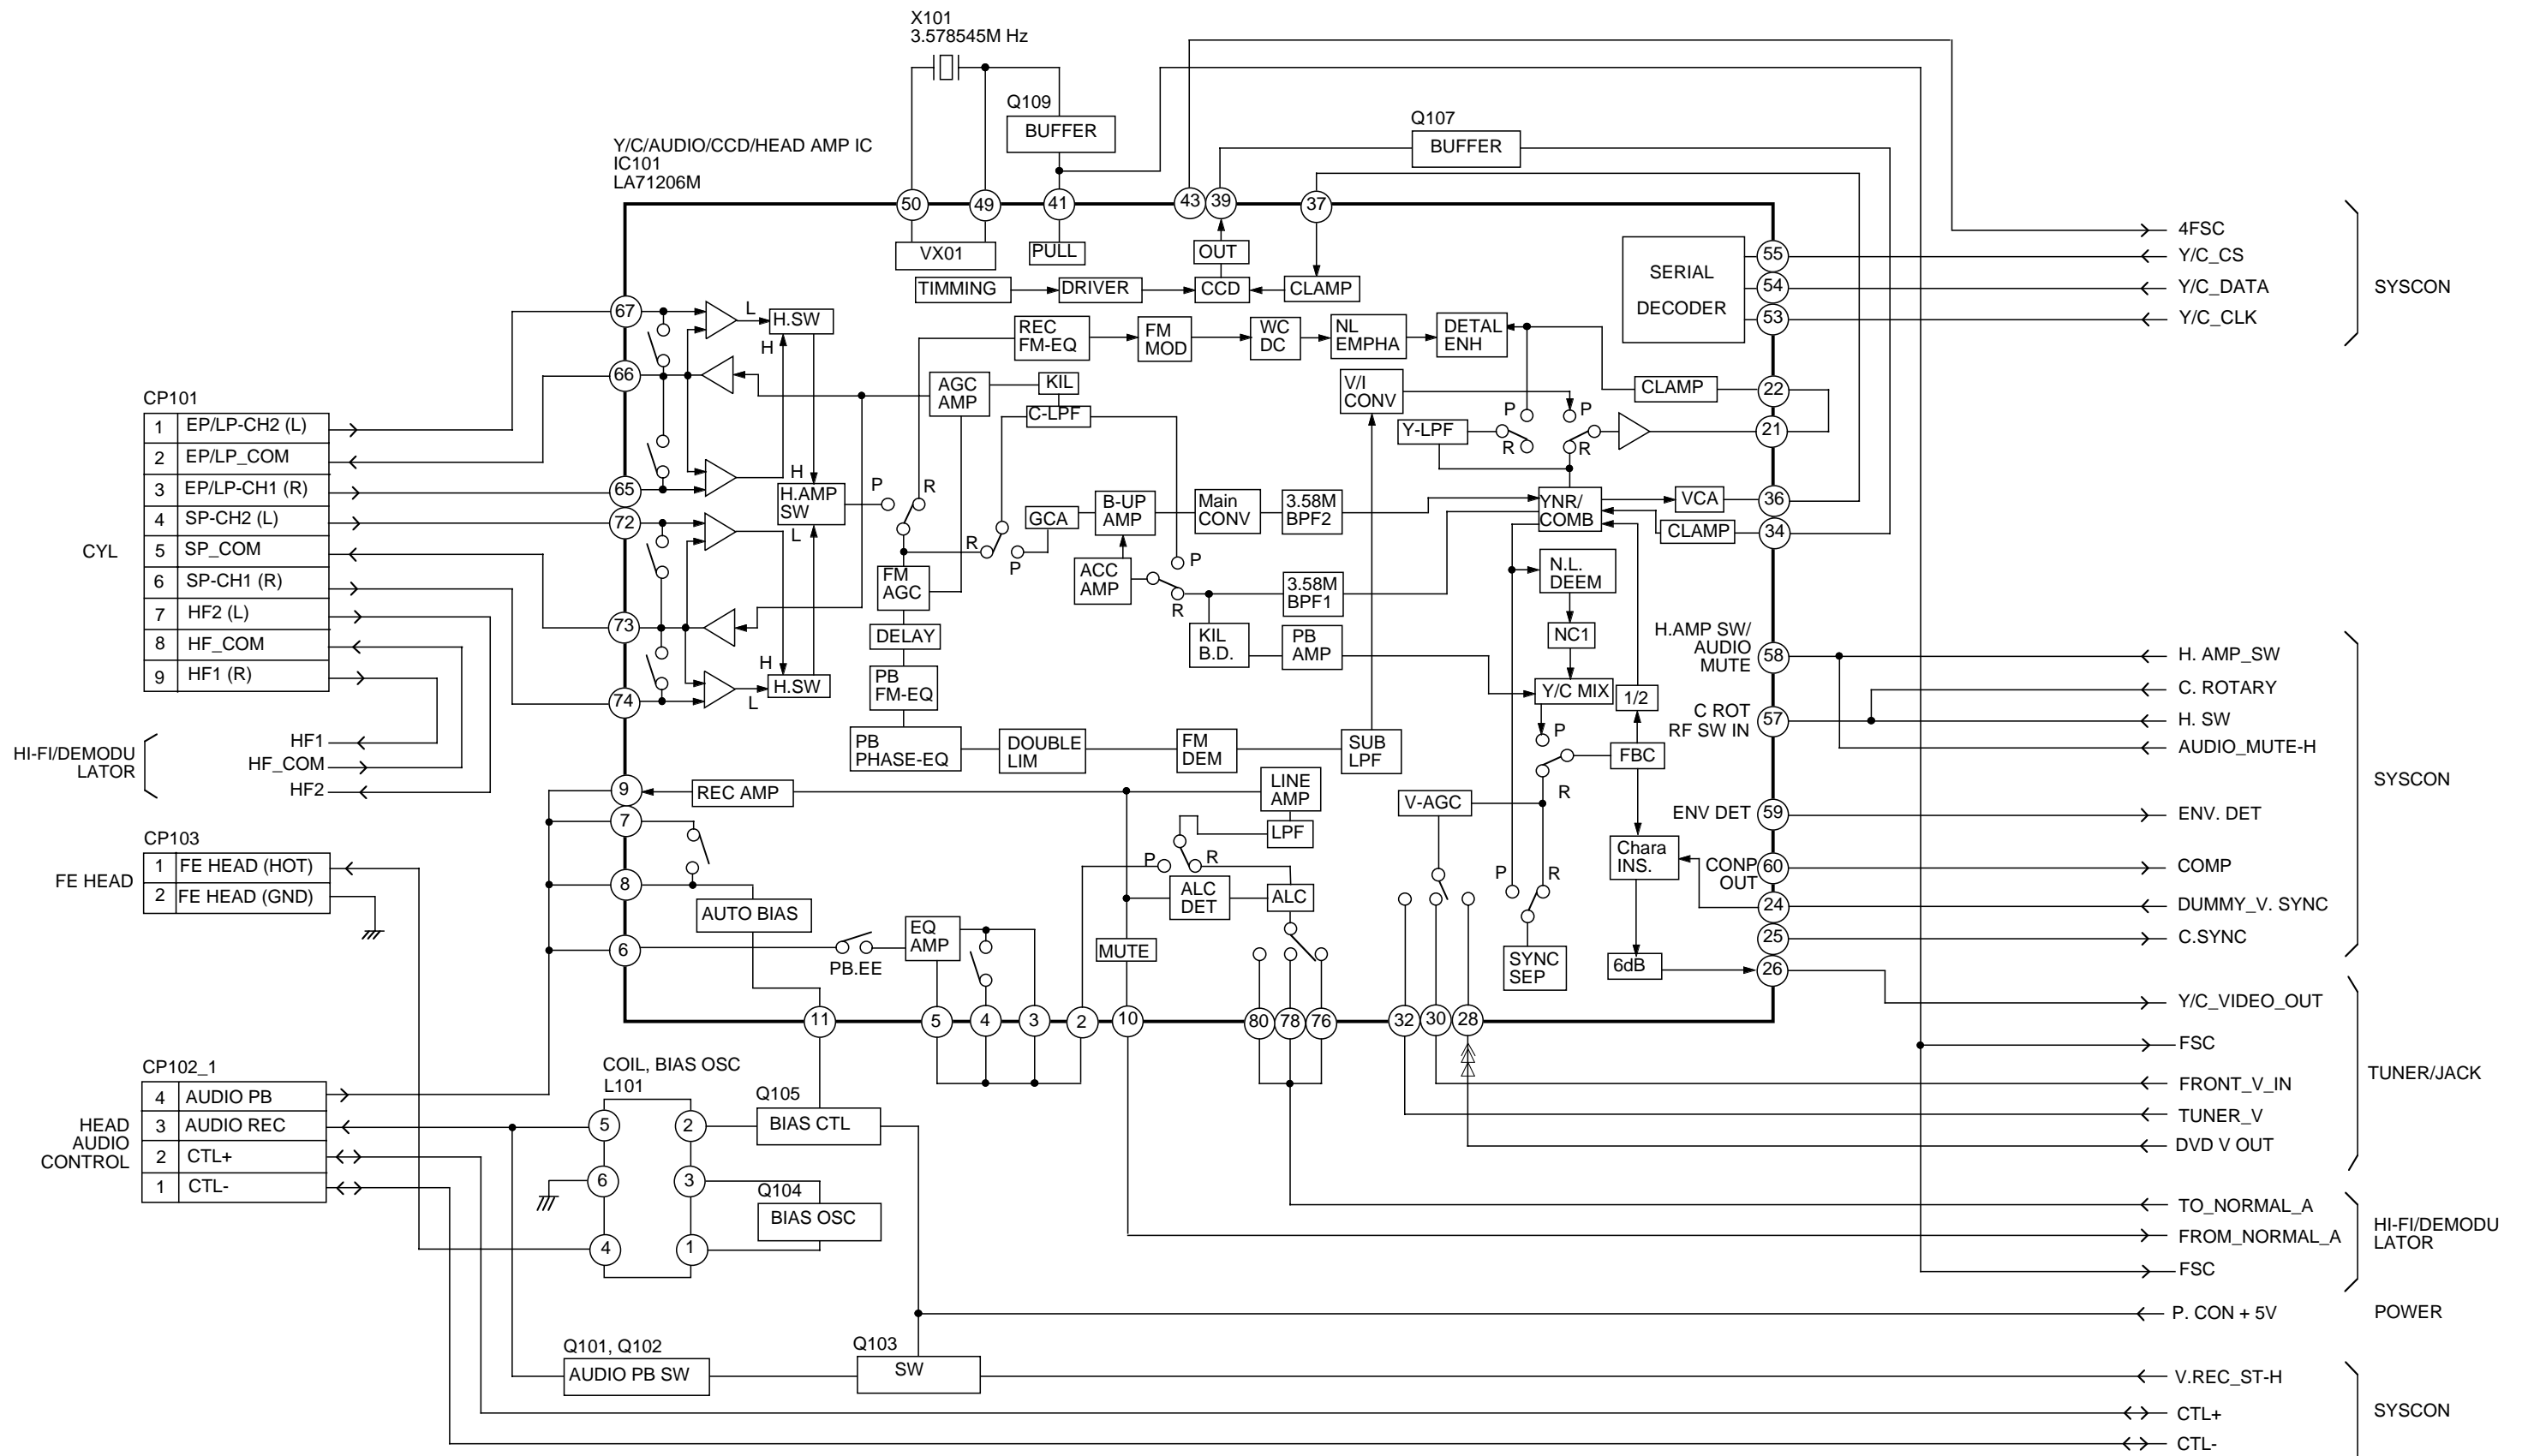 X101
3.578545M Hz
Q109
BUFFER
Q107
BUFFER
Y/C/AUDIO/CCD/HEAD AMP IC
IC101
LA71206M
50
49
41
43
39
37
VX01
PULL
OUT
TIMMING
DRIVER
CCD
CLAMP
SERIAL
DECODER
55
54
53
4FSC
Y/C_CS
Y/C_DATA
Y/C_CLK
SYSCON
67
L
H.SW
H
REC
FM-EQ
FM
MOD
WC
DC
NL
EMPHA
DETAL
ENH
66
AGC
AMP
KIL
C-LPF
V/I
CONV
CLAMP
22
P
P
Y-LPF
R
R
21
CP101
1 EP/LP-CH2 (L)
2 EP/LP_COM
3 EP/LP-CH1 (R)
4 SP-CH2 (L)
5 SP_COM
6 SP-CH1 (R)
7 HF2 (L)
8 HF_COM
9 HF1 (R)
CYL
65
72
H
H.AMP
SW
L
P
R
GCA
B-UP
AMP
Main
CONV
3.58M
BPF2
YNR/
COMB
VCA
36
CLAMP
34
R
P
FM
AGC
ACC
AMP
P
R
3.58M
BPF1
N.L.
DEEM
73
DELAY
KIL
B.D.
PB
AMP
NC1
H.AMP SW/
AUDIO
MUTE
58
H. AMP_SW
H
H.SW
L
74
PB
FM-EQ
Y/C MIX
1/2
C ROT
RF SW IN
57
C. ROTARY
H. SW
AUDIO_MUTE-H
SYSCON
HI-FI/DEMODU
LATOR
HF1
HF_COM
HF2
PB
PHASE-EQ
DOUBLE
LIM
FM
DEM
SUB
LPF
P
FBC
R
9
REC AMP
LINE
AMP
V-AGC
ENV DET
59
ENV. DET
7
LPF
CP103
1 FE HEAD (HOT)
2 FE HEAD (GND)
FE HEAD
P
R
Chara
INS.
CONP
OUT
60
COMP
8
AUTO BIAS
ALC
DET
ALC
P
R
24
DUMMY_V. SYNC
EQ
AMP
25
C.SYNC
6
PB.EE
MUTE
SYNC
SEP
6dB
26
11
5
4
3
2
10
80
78
76
32
30
28
Y/C_VIDEO_OUT
FSC
FRONT_V_IN
TUNER_V
DVD V OUT
TUNER/JACK
CP102_1
4 AUDIO PB
3 AUDIO REC
2 CTL+
1 CTL-
HEAD
AUDIO
CONTROL
COIL, BIAS OSC
L101
5
2
6
3
4
1
Q105
BIAS CTL
Q104
BIAS OSC
TO_NORMAL_A
FROM_NORMAL_A
FSC
HI-FI/DEMODU
LATOR
P. CON + 5V
POWER
Q101, Q102
AUDIO PB SW
Q103
SW
V.REC_ST-H
CTL+
CTL-
SYSCON